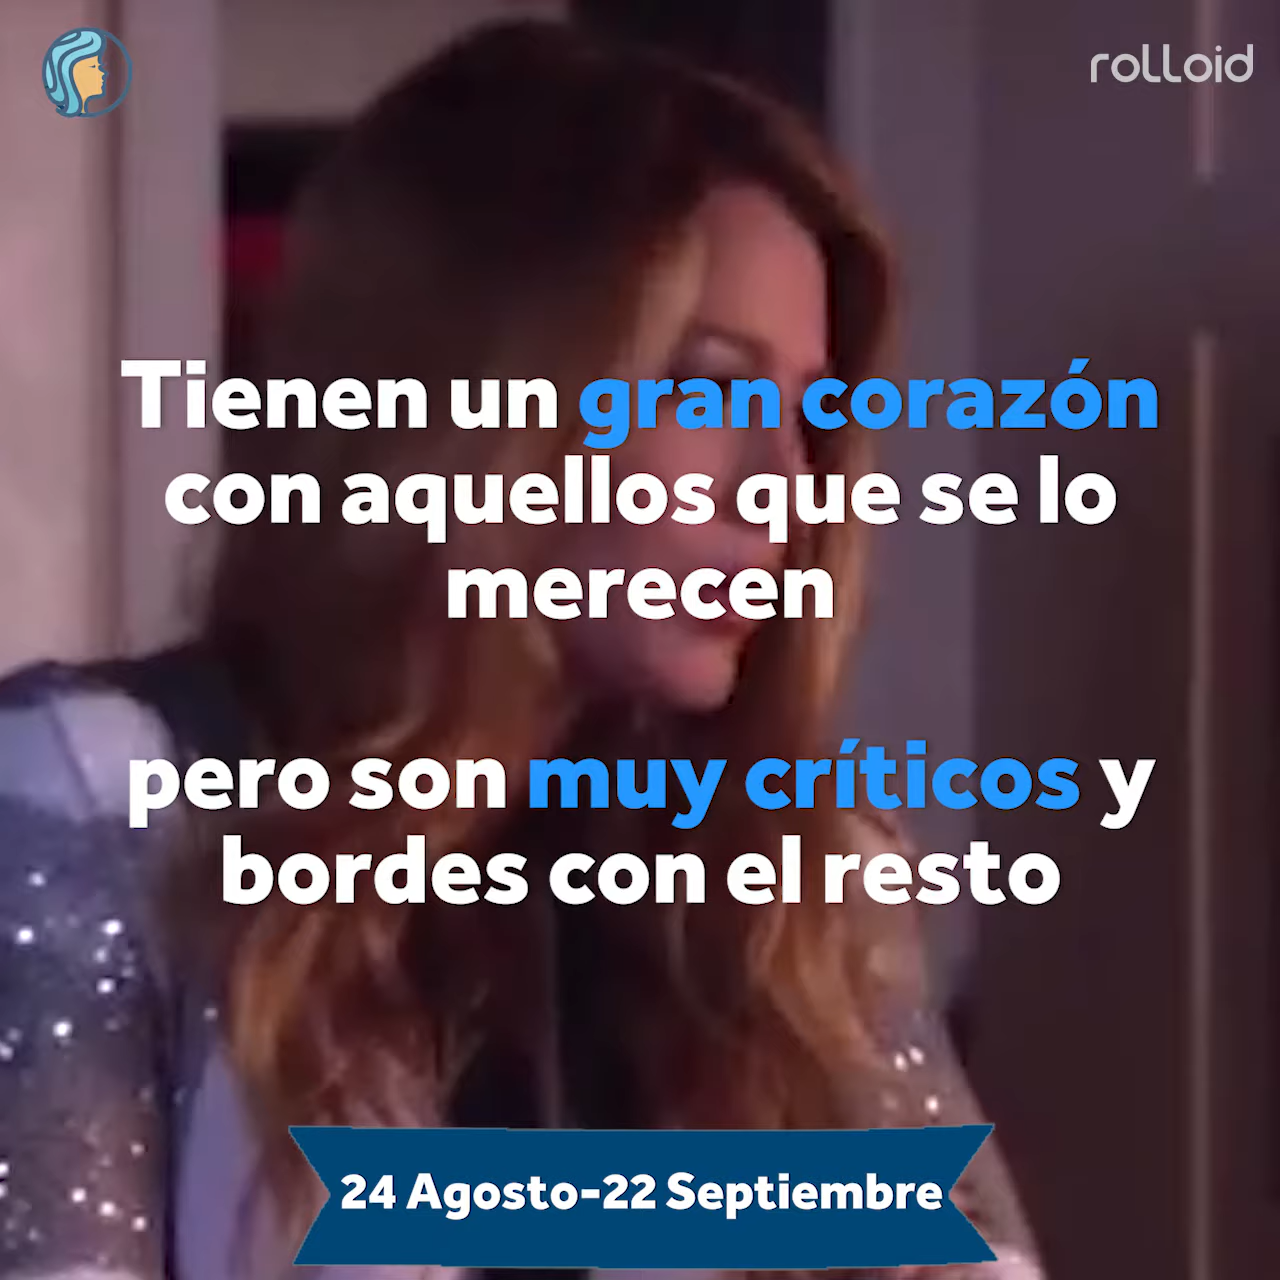 rolloid
Tienen un gran corazón
con aquellos que se lo
merecen
pero son muy críticos y
bordes con el resto
24 Agosto-22 Septiembre